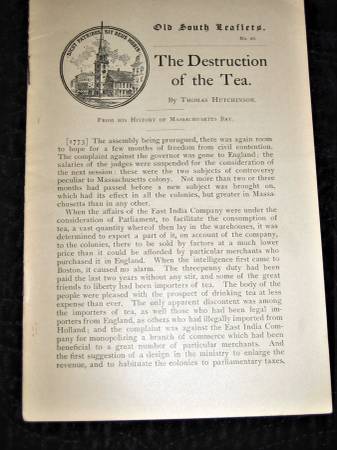 SICUT PATRIBUS, SIT DEUS NOBIS
Old South Leaflets.
No. 68.
The Destruction
of the Tea.
By Thomas Hutchinson.
From his History of Massachusetts Bay.
[1773] The assembly being prorogued, there was again room
to hope for a few months of freedom from civil contention.
The complaint against the governor was gone to England; the
salaries of the judges were suspended for the consideration of
the next session: these were the two subjects of controversy
peculiar to Massachusetts colony. Not more than two or three
months had passed before a new subject was brought on,
which had its effect in all the colonies, but greater in Massa-
chusetts than in any other.
When the affairs of the East India Company were under the
consideration of Parliament, to facilitate the consumption of
tea, a vast quantity whereof then lay in the warehouses, it was
determined to export a part of it, on account of the company,
to the colonies, there to be sold by factors at a much lower
price than it could be afforded by particular merchants who
purchased it in England. When the intelligence first came to
Boston, it caused no alarm. The threepenny duty had been
paid the last two years without any stir, and some of the great
friends to liberty had been importers of tea. The body of the
people were pleased with the prospect of drinking tea at less
expense than ever. The only apparent discontent was among
the importers of tea, as well those who had been legal im-
porters from England, as others who had illegally imported from
Holland; and the complaint was against the East India Com-
pany for monopolizing a branch of commerce which had been
beneficial to a great number of particular merchants. And
the first suggestion of a design in the ministry to enlarge the
revenue, and to habituate the colonies to parliamentary taxes,